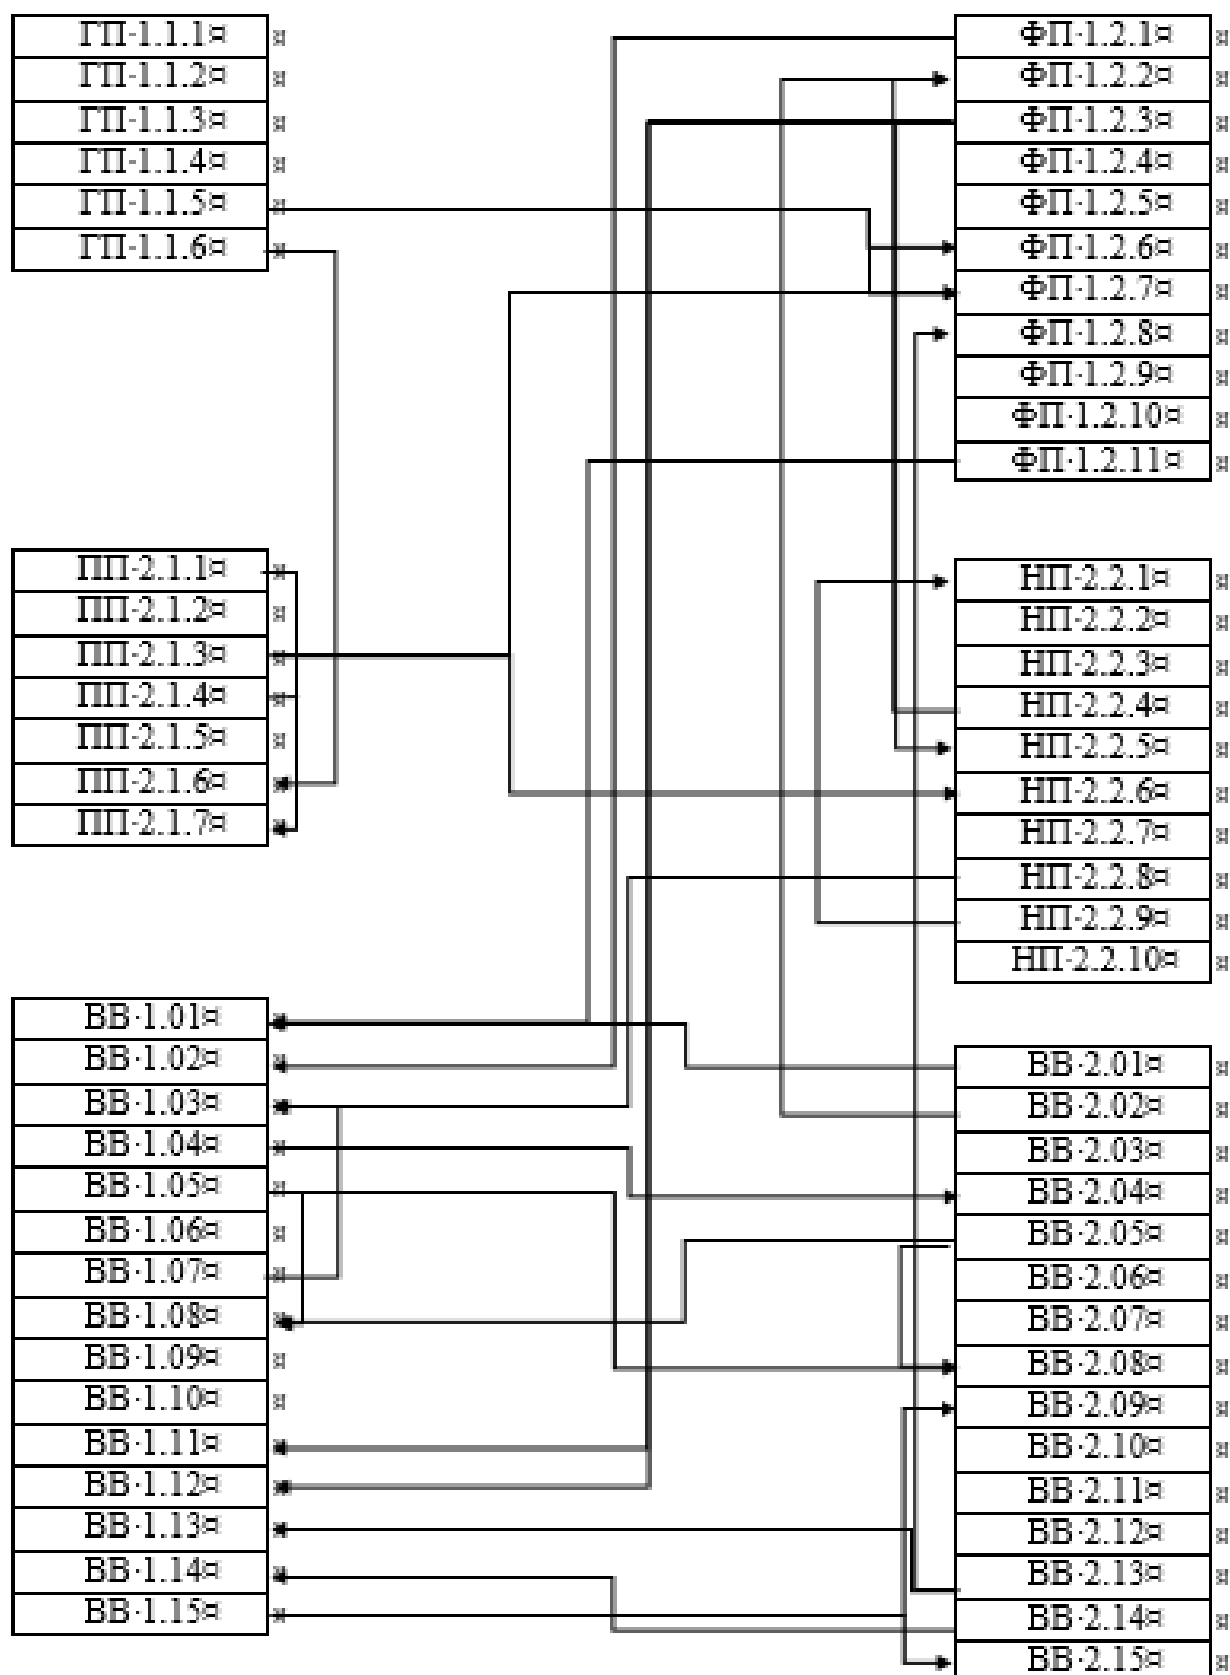 ГП·1.1.1¤ ¤
ГП·1.1.2¤ ¤
ГП·1.1.3¤ ¤
ГП·1.1.4¤ ¤
ГП·1.1.5¤ ¤
ГП·1.1.6¤ ¤
ПП·2.1.1¤ ¤
ПП·2.1.2¤ ¤
ПП·2.1.3¤ ¤
ПП·2.1.4¤ ¤
ПП·2.1.5¤ ¤
ПП·2.1.6¤ ¤
ПП·2.1.7¤ ¤
ВВ·1.01¤ ¤
ВВ·1.02¤ ¤
ВВ·1.03¤ ¤
ВВ·1.04¤ ¤
ВВ·1.05¤ ¤
ВВ·1.06¤ ¤
ВВ·1.07¤ ¤
ВВ·1.08¤ ¤
ВВ·1.09¤ ¤
ВВ·1.10¤ ¤
ВВ·1.11¤ ¤
ВВ·1.12¤ ¤
ВВ·1.13¤ ¤
ВВ·1.14¤ ¤
ВВ·1.15¤ ¤
ФП·1.2.1¤ ¤
ФП·1.2.2¤ ¤
ФП·1.2.3¤ ¤
ФП·1.2.4¤ ¤
ФП·1.2.5¤ ¤
ФП·1.2.6¤ ¤
ФП·1.2.7¤ ¤
ФП·1.2.8¤ ¤
ФП·1.2.9¤ ¤
ФП·1.2.10¤ ¤
ФП·1.2.11¤ ¤
НП·2.2.1¤ ¤
НП·2.2.2¤ ¤
НП·2.2.3¤ ¤
НП·2.2.4¤ ¤
НП·2.2.5¤ ¤
НП·2.2.6¤ ¤
НП·2.2.7¤ ¤
НП·2.2.8¤ ¤
НП·2.2.9¤ ¤
НП·2.2.10¤ ¤
ВВ·2.01¤ ¤
ВВ·2.02¤ ¤
ВВ·2.03¤ ¤
ВВ·2.04¤ ¤
ВВ·2.05¤ ¤
ВВ·2.06¤ ¤
ВВ·2.07¤ ¤
ВВ·2.08¤ ¤
ВВ·2.09¤ ¤
ВВ·2.10¤ ¤
ВВ·2.11¤ ¤
ВВ·2.12¤ ¤
ВВ·2.13¤ ¤
ВВ·2.14¤ ¤
ВВ·2.15¤ ¤